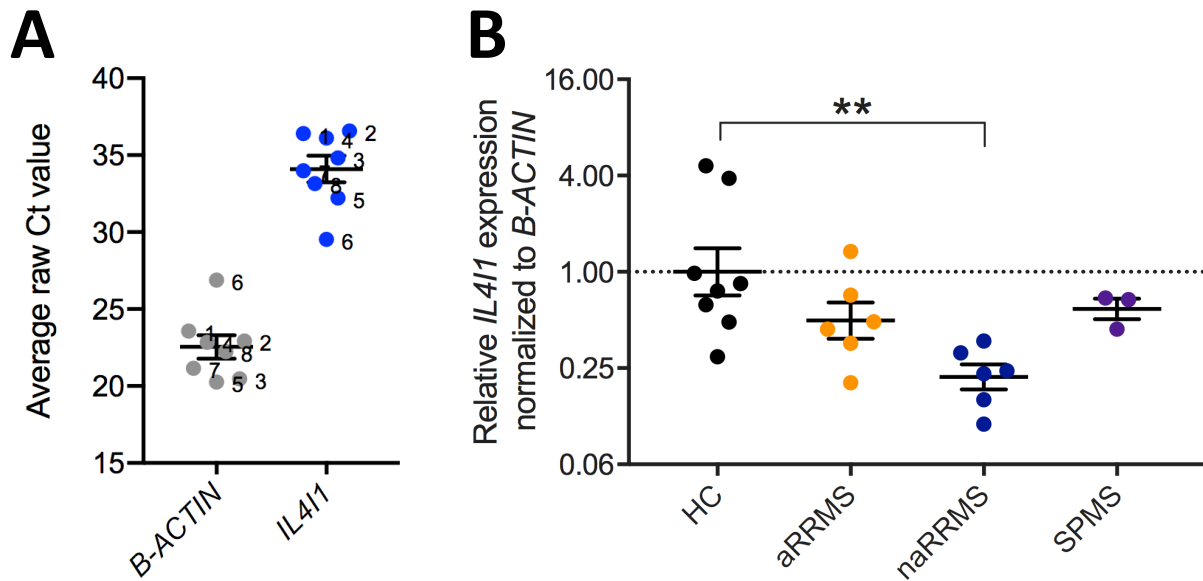 A
Average raw Ct value
40
35
30
25
20
15
1
4
2
3
7
8
5
6
6
1
4
2
8
7
5
3
B-ACTIN
IL4I1
B
Relative IL4I1 expression
normalized to B-ACTIN
16.00
4.00
1.00
0.25
0.06
**
HC
aRRMS
naRRMS
SPMS